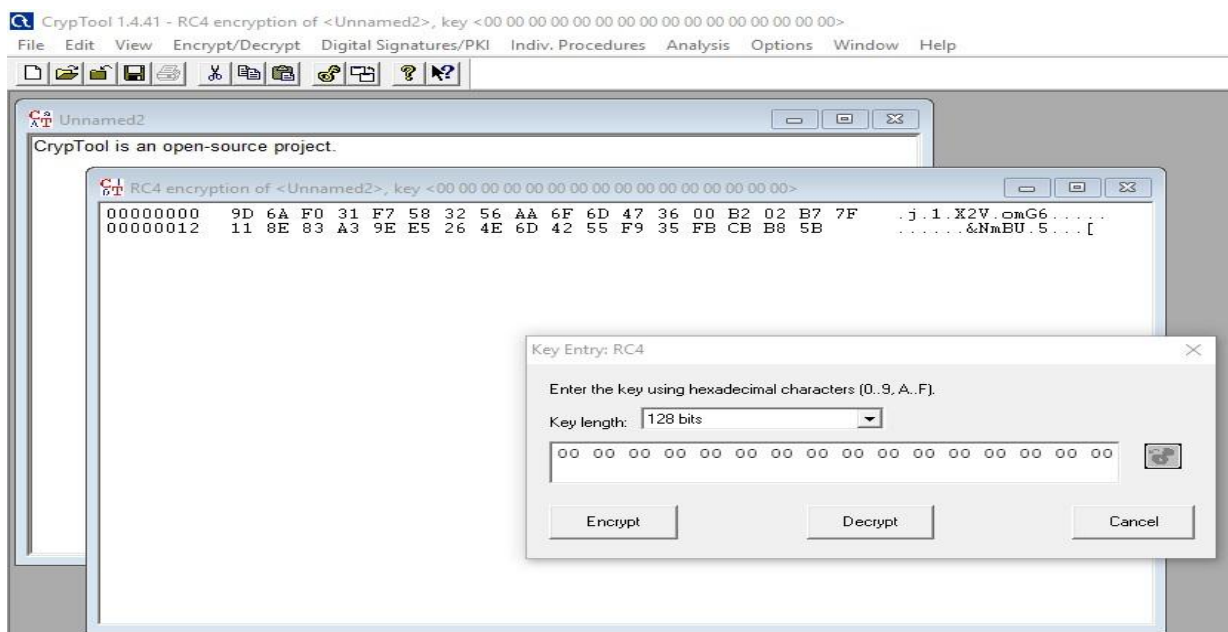 CrypTool 1.4.41 - RC4 encryption of <Unnamed2>, key <00 00 00 00 00 00 00 00 00 00 00 00 00 00 00 00>
File Edit View Encrypt/Decrypt Digital Signatures/PKI Indiv. Procedures Analysis Options Window Help
Unnamed2
CrypTool is an open-source project.
RC4 encryption of <Unnamed2>, key <00 00 00 00 00 00 00 00 00 00 00 00 00 00 00 00>
00000000 9D 6A F0 31 F7 58 32 56 AA 6F 6D 47 36 00 B2 02 B7 7F .j.1.X2V.omG6.....
00000012 11 8E 83 A3 9E E5 26 4E 6D 42 55 F9 35 FB CB B8 5B ......&NmBU.5...[
Key Entry: RC4
Enter the key using hexadecimal characters (0..9, A..F).
Key length: 128 bits
00 00 00 00 00 00 00 00 00 00 00 00 00 00 00 00
Encrypt Decrypt Cancel